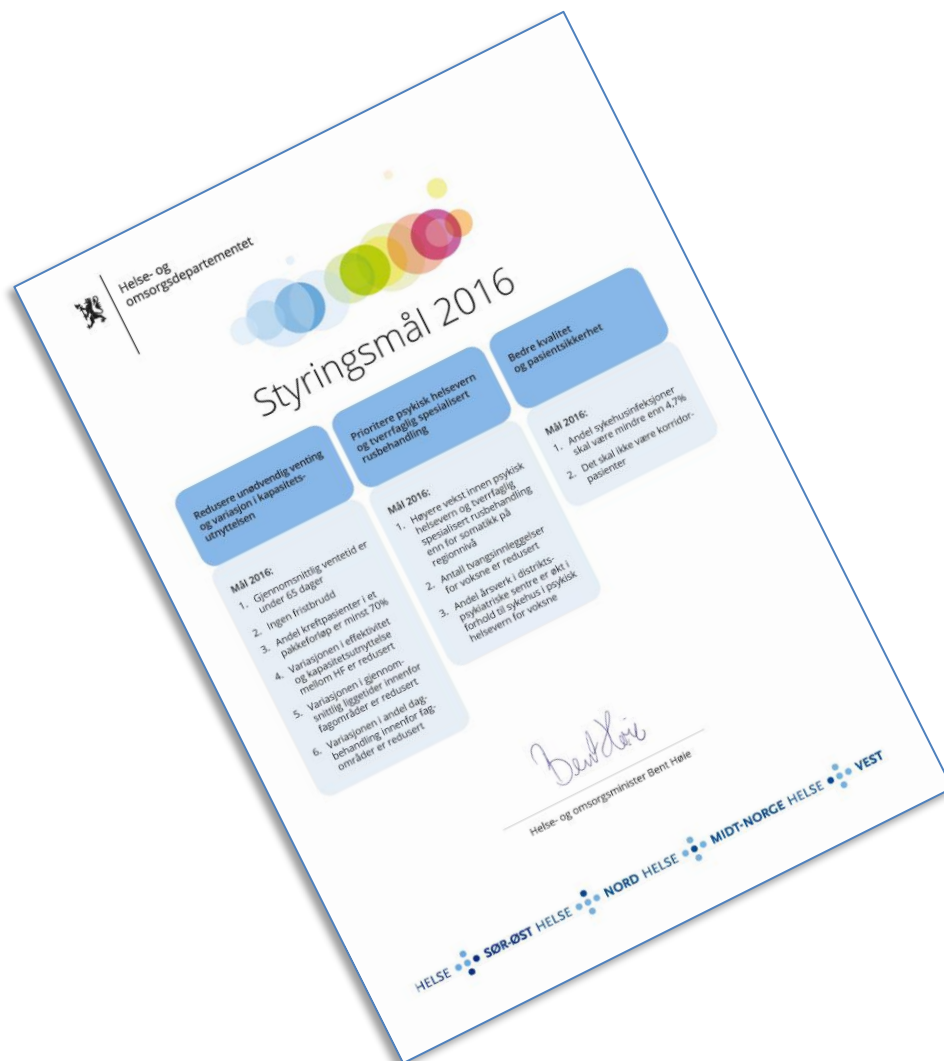 Helse- og
omsorgsdepartementet
Styringsmål 2016
Redusere unødvendig venting
og variasjon i kapasitets-
utnyttelsen
Mål 2016:
1. Gjennomsnittlig ventetid er
under 65 dager
2. Ingen fristbrudd
3. Andel kreftpasienter i et
pakkeforløp er minst 70%
4. Variasjonen i effektivitet
og kapasitetsutnyttelse
mellom HF er redusert
5. Variasjonen i gjennom-
snittlig liggetider innenfor
fagområder er redusert
6. Variasjonen i andel dag-
behandling innenfor fag-
områder er redusert
Prioritere psykisk helsevern
og tverrfaglig spesialisert
rusbehandling
Mål 2016:
1. Høyere vekst innen psykisk
helsevern og tverrfaglig
spesialisert rusbehandling
enn for somatikk på
regionnivå
2. Antall tvangsinnleggelser
for voksne er redusert
3. Andel årsverk i distrikts-
psykiatriske sentre er økt i
forhold til sykehus i psykisk
helsevern for voksne
Bedre kvalitet
og pasientsikkerhet
Mål 2016:
1. Andel sykehusinfeksjoner
skal være mindre enn 4,7%
2. Det skal ikke være korridor-
pasienter
Bent Høie
Helse- og omsorgsminister Bent Høie
HELSE SØR-ØST HELSE NORD HELSE MIDT-NORGE HELSE VEST